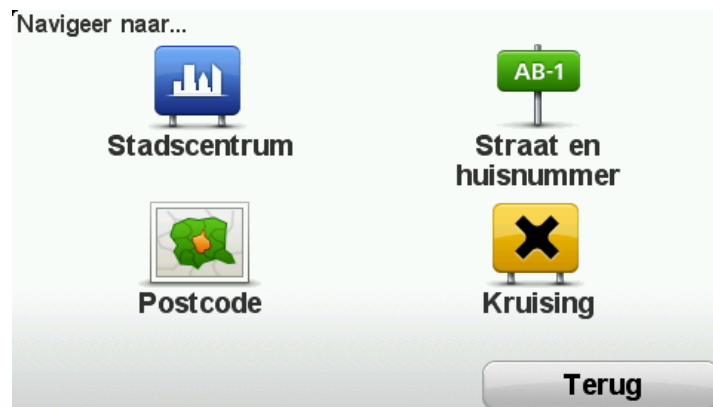 Navigeer naar...
AB-1
Stadscentrum
Straat en
huisnummer
Postcode
Kruising
Terug